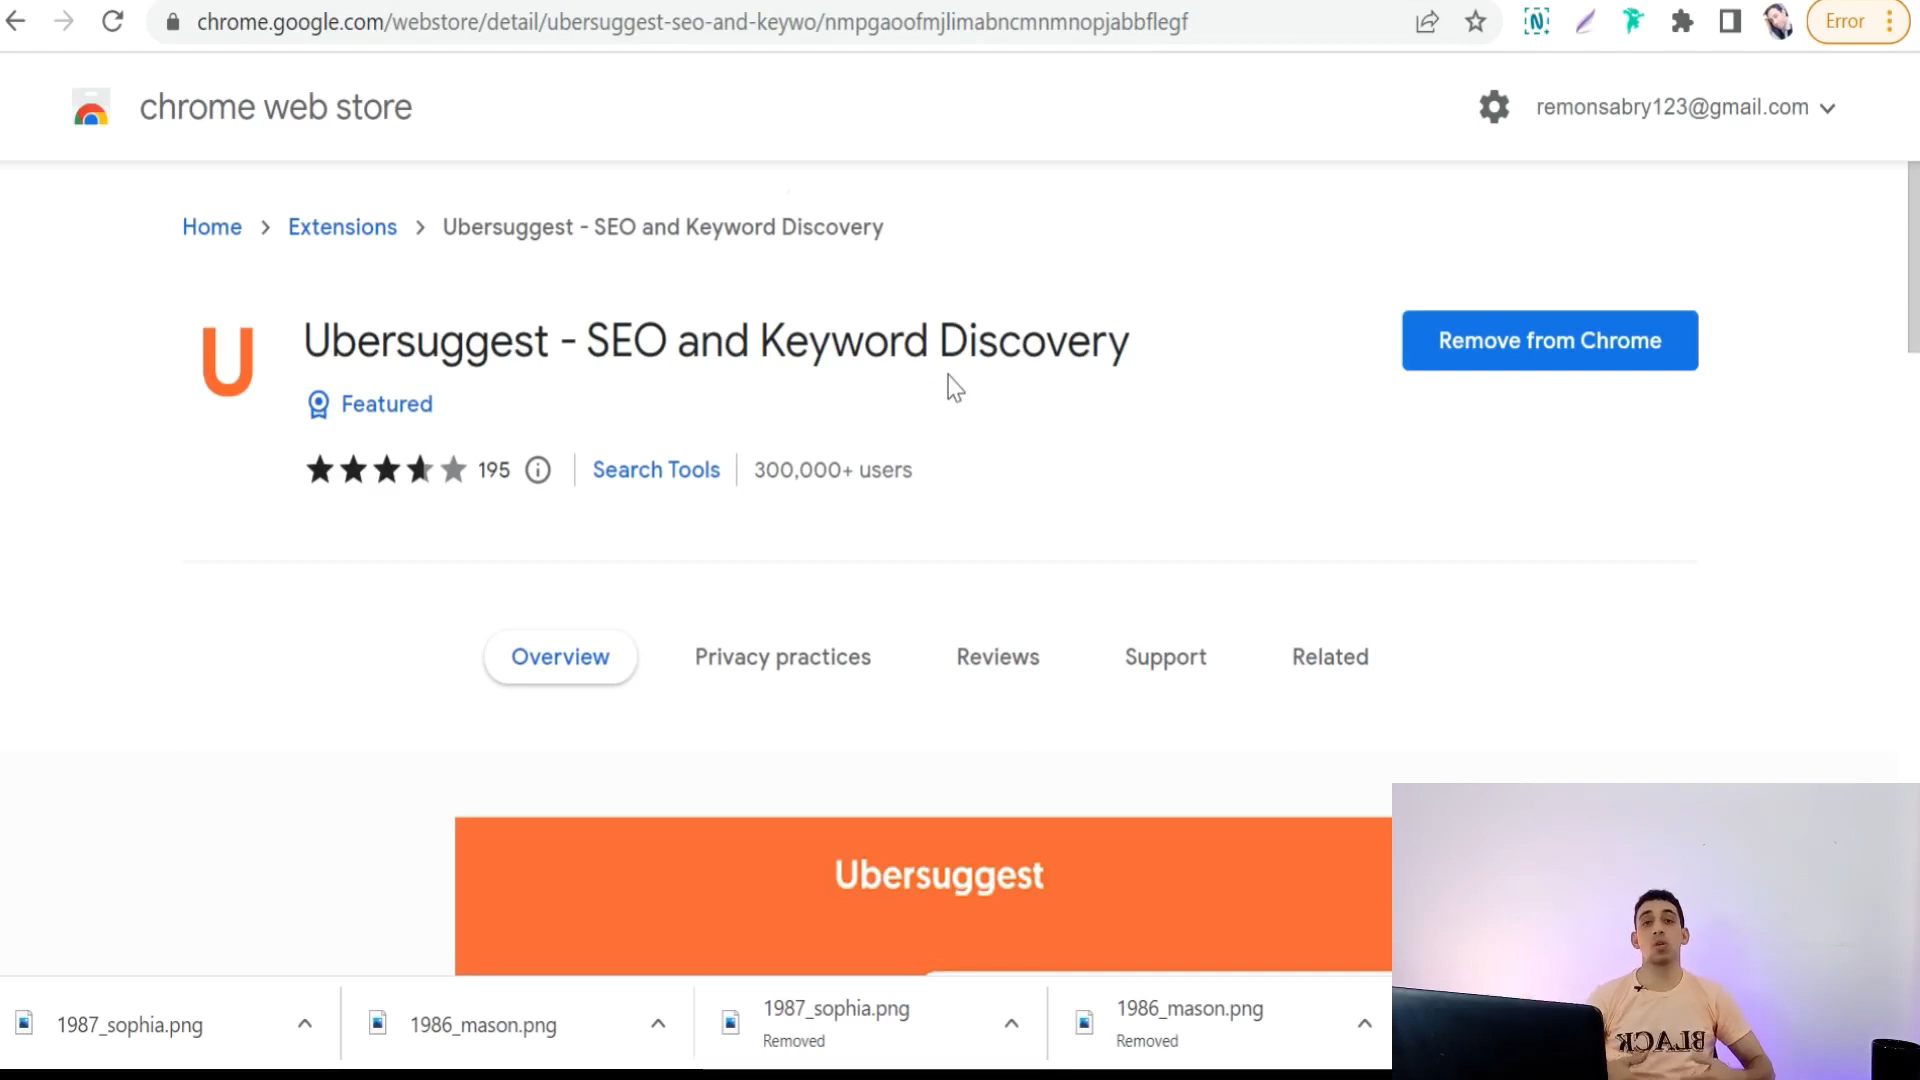 chrome.google.com/webstore/detail/ubersuggest-seo-and-keywo/nmpgaoofmjlimabncmnmnopjabbflegf
Error
chrome web store
remonsabry123@gmail.com
Home > Extensions > Ubersuggest - SEO and Keyword Discovery
U
Ubersuggest - SEO and Keyword Discovery
Remove from Chrome
Featured
195
Search Tools
300,000+ users
Overview
Privacy practices
Reviews
Support
Related
Ubersuggest
1987_sophia.png
1986_mason.png
1987_sophia.png
Removed
1986_mason.png
Removed
BLACK